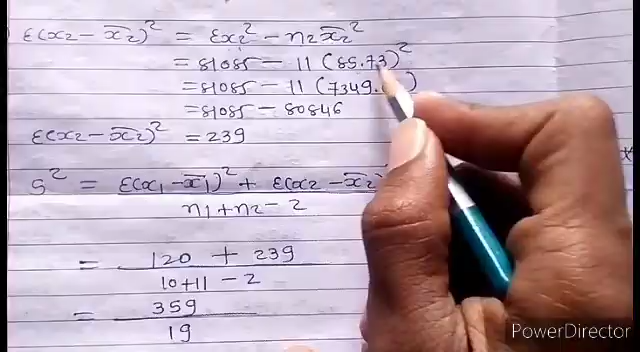 Ɛ(x₂ - x̄₂)² = Ɛx₂² - n₂x̄₂²
= 81085 - 11 (85.73)²
= 81085 - 11 (7349. )
= 81085 - 80846
Ɛ(x₂ - x̄₂)² = 239
S² = Ɛ(x₁ - x̄₁)² + Ɛ(x₂ - x̄₂)²
n₁ + n₂ - 2
= 120 + 239
10 + 11 - 2
= 359
19
PowerDirector